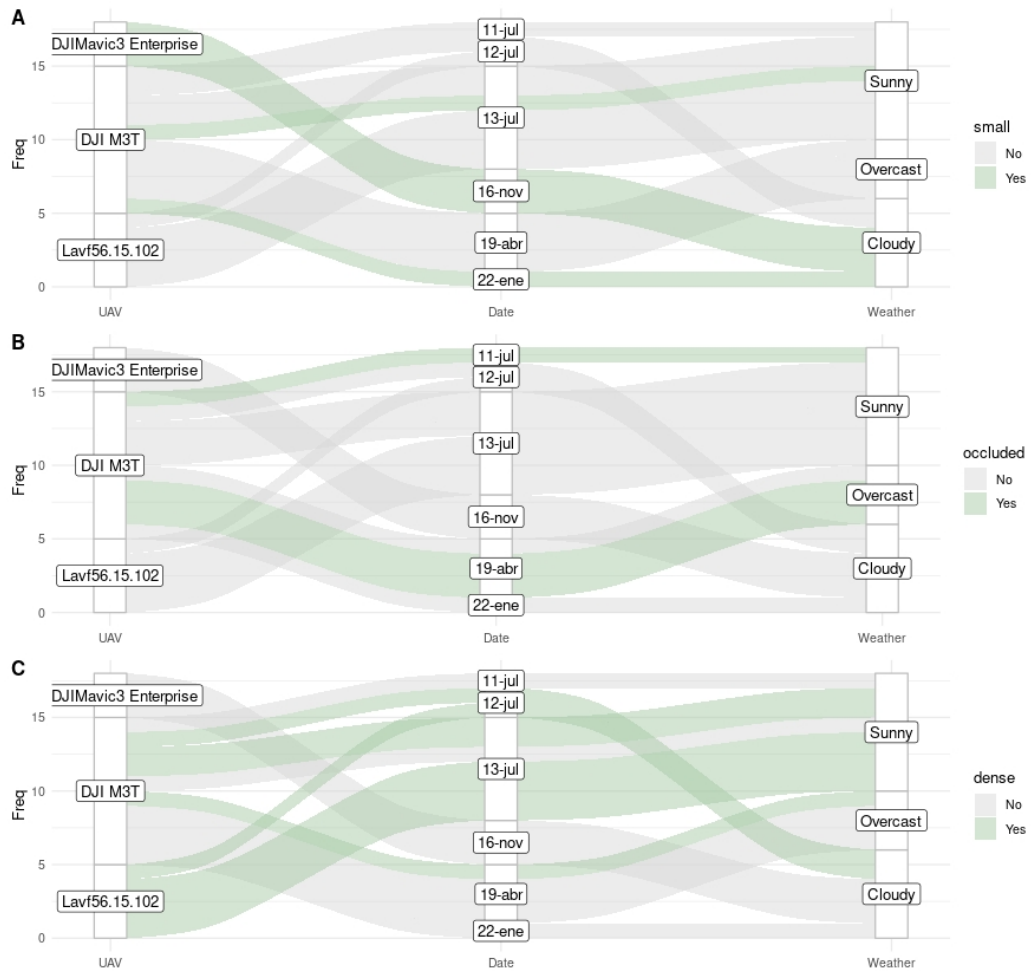 A
DJIMavic3 Enterprise
11-jul
12-jul
15
Sunny
13-jul
small
DJI M3T
10
No
Freq
Overcast
Yes
16-nov
5
Lavf56.15.102
19-abr
Cloudy
22-ene
0
UAV
Date
Weather
B
DJIMavic3 Enterprise
11-jul
12-jul
15
Sunny
13-jul
occluded
DJI M3T
10
No
Freq
Overcast
Yes
16-nov
5
Lavf56.15.102
19-abr
Cloudy
22-ene
0
UAV
Date
Weather
C
DJIMavic3 Enterprise
11-jul
12-jul
15
Sunny
13-jul
dense
DJI M3T
10
No
Freq
Overcast
Yes
16-nov
5
Lavf56.15.102
19-abr
Cloudy
22-ene
0
UAV
Date
Weather